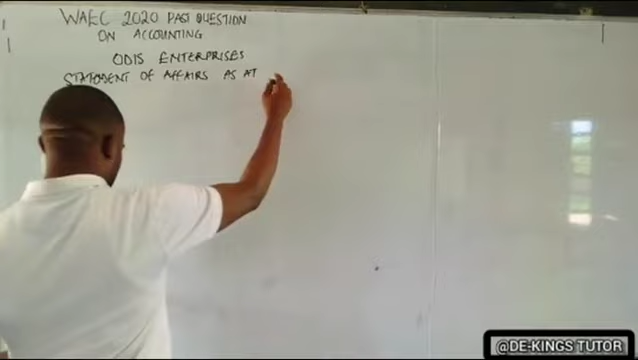 WAEC 2020 PAST QUESTION
ON ACCOUNTING
ODIS ENTERPRISES
STATEMENT OF AFFAIRS AS AT
@DE-KINGS TUTOR